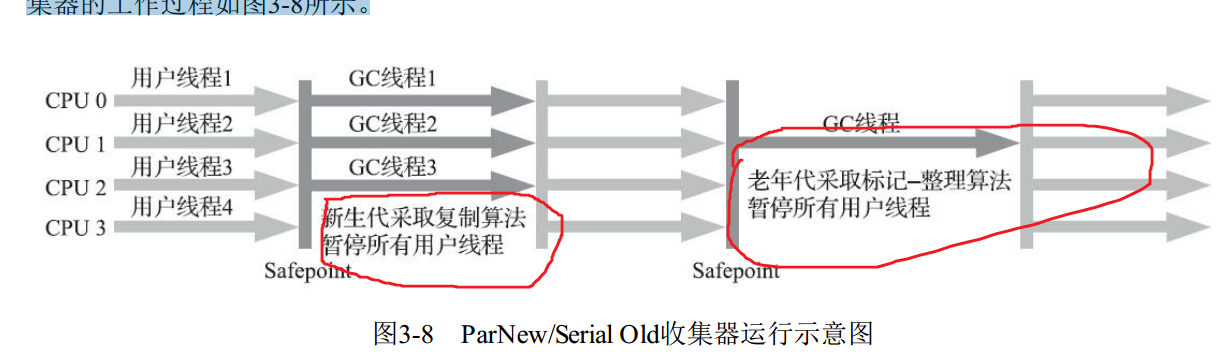 集器的工作过程如图3-8所示。
用户线程1
GC线程1
CPU 0
用户线程2
GC线程2
GC线程
CPU 1
用户线程3
GC线程3
CPU 2
用户线程4
CPU 3
新生代采取复制算法
暂停所有用户线程
老年代采取标记–整理算法
暂停所有用户线程
Safepoint
Safepoint
图3-8 ParNew/Serial Old收集器运行示意图